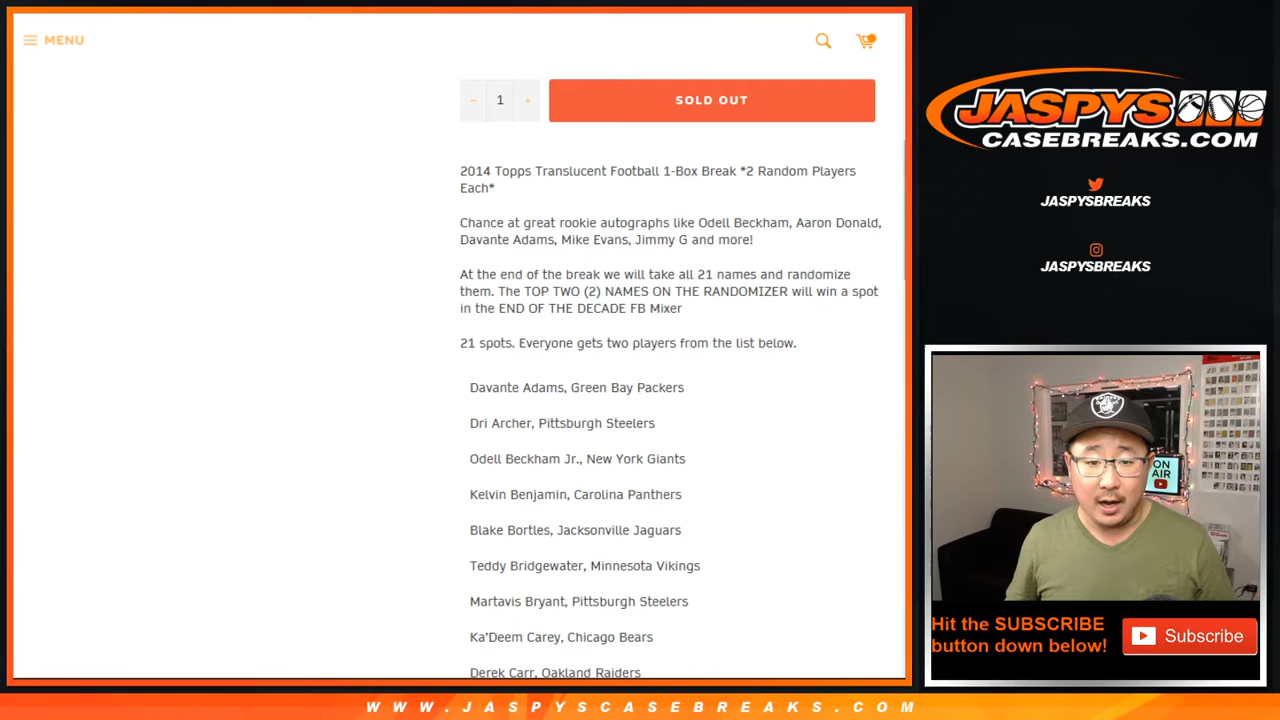 MENU
1
SOLD OUT
2014 Topps Translucent Football 1-Box Break *2 Random Players
Each*
Chance at great rookie autographs like Odell Beckham, Aaron Donald,
Davante Adams, Mike Evans, Jimmy G and more!
At the end of the break we will take all 21 names and randomize
them. The TOP TWO (2) NAMES ON THE RANDOMIZER will win a spot
in the END OF THE DECADE FB Mixer
21 spots. Everyone gets two players from the list below.
Davante Adams, Green Bay Packers
Dri Archer, Pittsburgh Steelers
Odell Beckham Jr., New York Giants
Kelvin Benjamin, Carolina Panthers
Blake Bortles, Jacksonville Jaguars
Teddy Bridgewater, Minnesota Vikings
Martavis Bryant, Pittsburgh Steelers
Ka'Deem Carey, Chicago Bears
Derek Carr, Oakland Raiders
JASPYS
CASEBREAKS.COM
JASPYSBREAKS
JASPYSBREAKS
ON
AIR
Hit the SUBSCRIBE
button down below!
Subscribe
WWW.JASPYSCASEBREAKS.COM